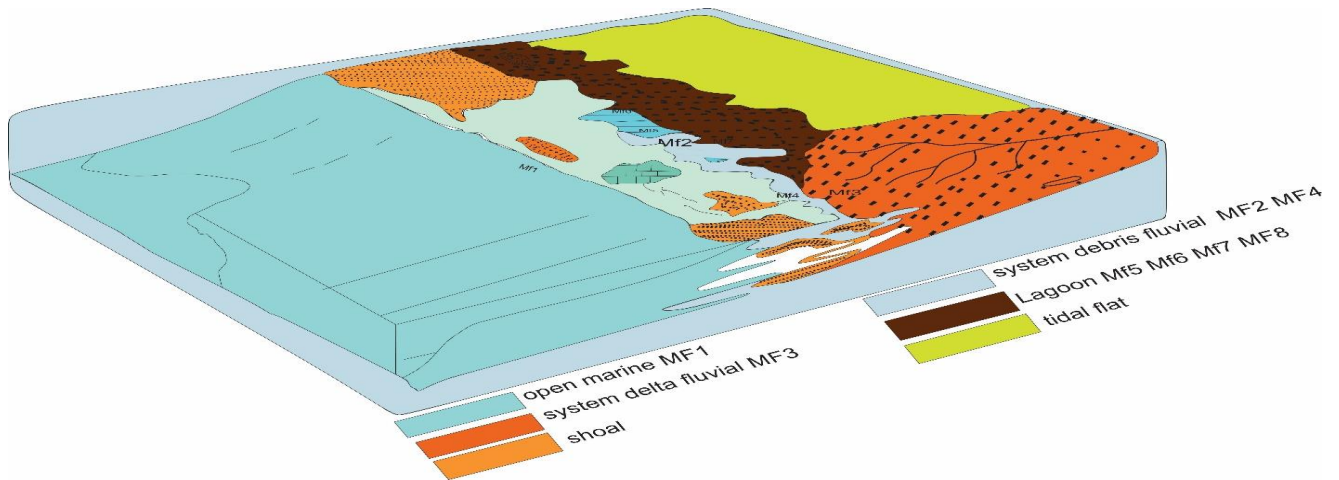 Mf2
Mf1
Mf4
Mf3
system debris fluvial MF2 MF4
Lagoon Mf5 Mf6 Mf7 MF8
tidal flat
open marine MF1
system delta fluvial MF3
shoal